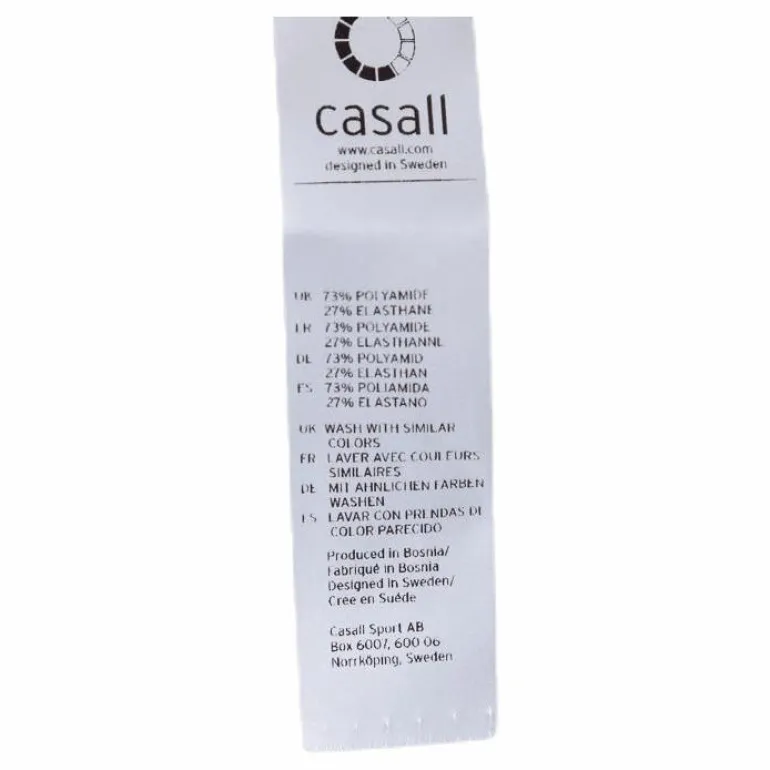 casall
www.casall.com
designed in Sweden
UK 73% POLYAMIDE
27% ELASTHANE
FR 73% POLYAMIDE
27% ELASTHANNE
DE 73% POLYAMID
27% ELASTHAN
ES 73% POLIAMIDA
27% ELASTANO
UK WASH WITH SIMILAR
COLORS
FR LAVER AVEC COULEURS
SIMILAIRES
DE MIT AHNLICHEN FARBEN
WASHEN
ES LAVAR CON PRENDAS DE
COLOR PARECIDO
Produced in Bosnia/
Fabriqué in Bosnia
Designed in Sweden/
Cree en Suéde
Casall Sport AB
Box 6007, 600 06
Norrköping, Sweden